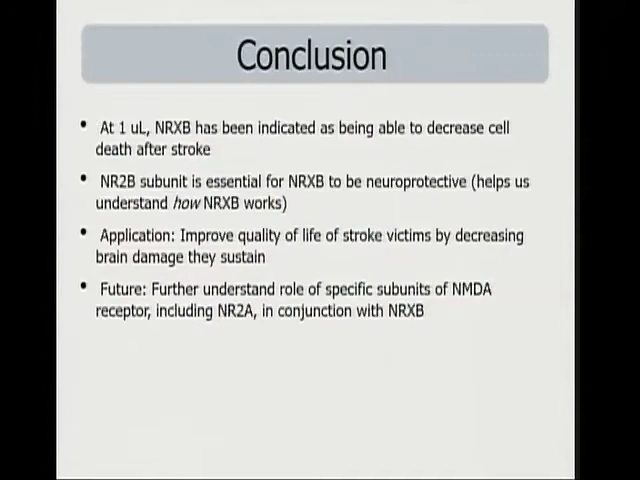 Conclusion
• At 1 uL, NRXB has been indicated as being able to decrease cell
death after stroke
• NR2B subunit is essential for NRXB to be neuroprotective (helps us
understand how NRXB works)
• Application: Improve quality of life of stroke victims by decreasing
brain damage they sustain
• Future: Further understand role of specific subunits of NMDA
receptor, including NR2A, in conjunction with NRXB